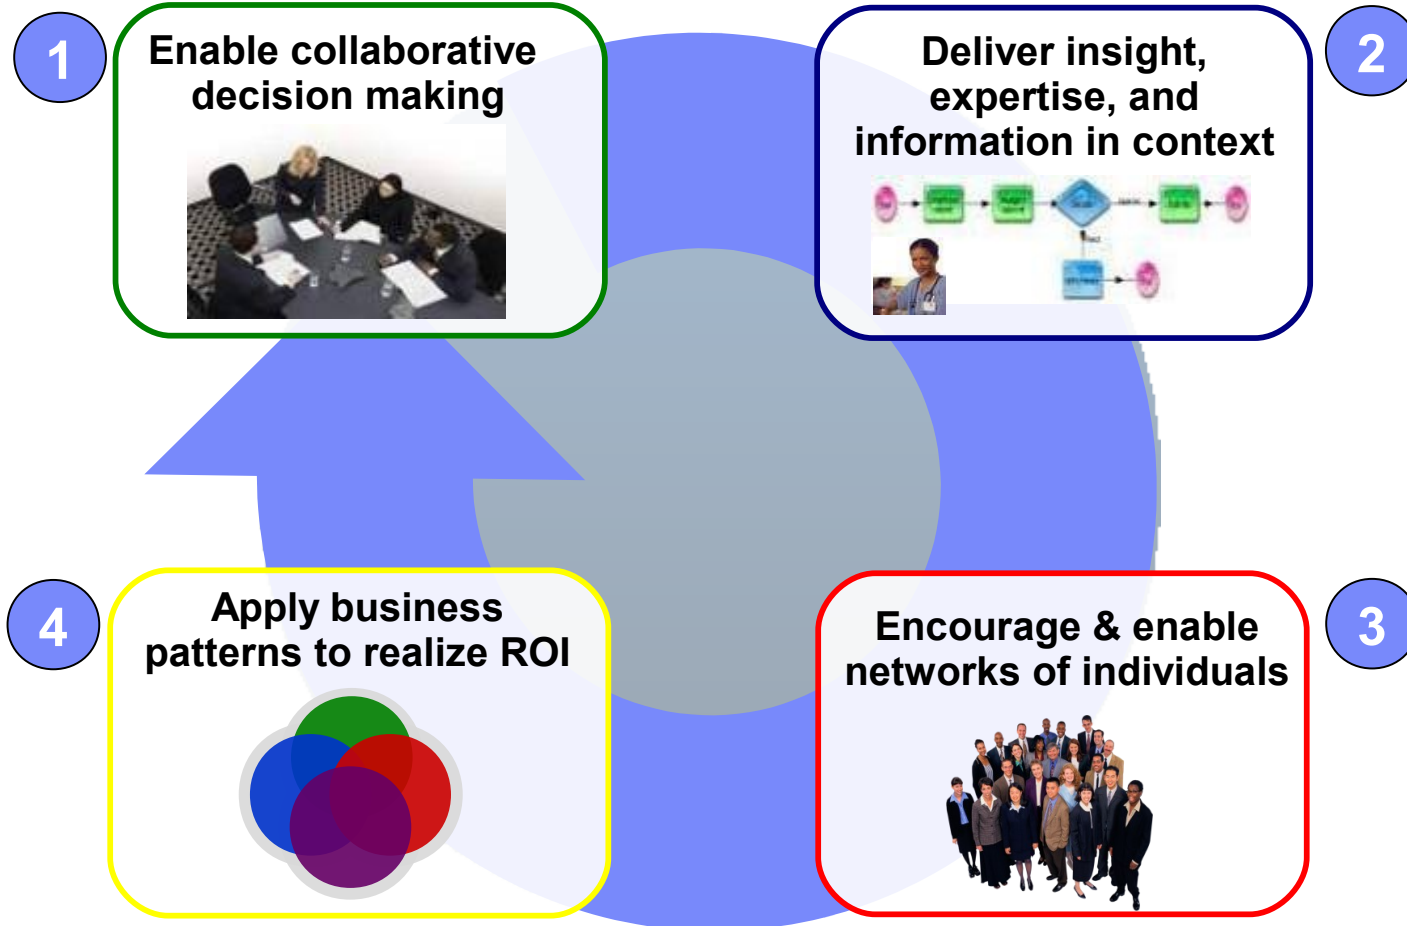 1
Enable collaborative
decision making
2
Deliver insight,
expertise, and
information in context
3
Encourage & enable
networks of individuals
4
Apply business
patterns to realize ROI